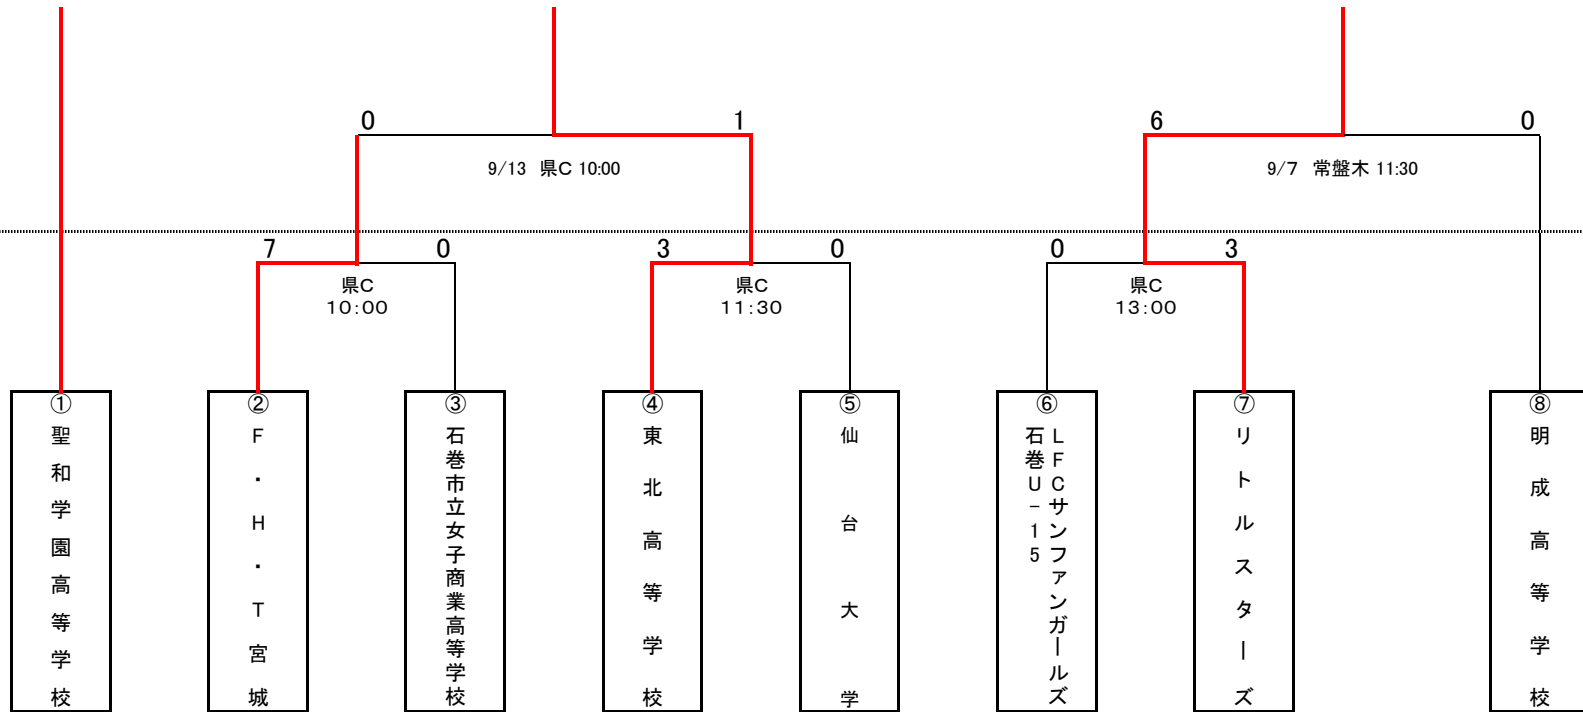 0 1 6 0
9/13 県C 10:00 9/7 常盤木 11:30
7 0 3 0 0 3
県C 県C 県C
10:00 11:30 13:00
① ② ③ ④ ⑤ ⑥ ⑦ ⑧
聖和学園高等学校
F・H・T宮城
石巻市立女子商業高等学校
東北高等学校
仙台大学
LFCサンファンガールズ
石巻U-15
リトルスターズ
明成高等学校